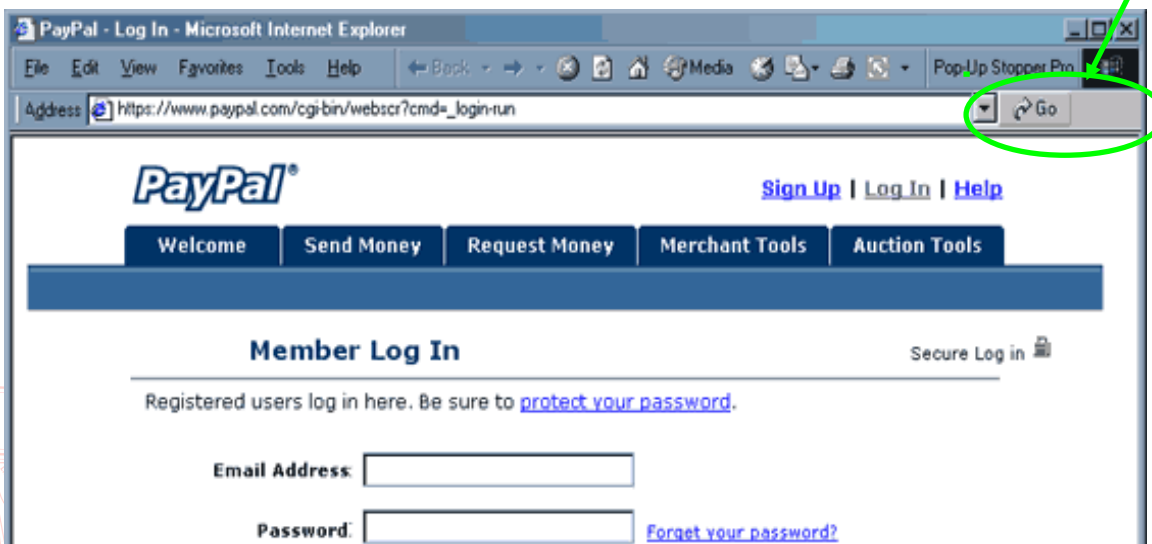 PayPal - Log In - Microsoft Internet Explorer
File Edit View Favorites Tools Help Back Media Pop-Up Stopper Pro
Address https://www.paypal.com/cgi-bin/webscr?cmd=_login-run Go
PayPal®
Sign Up | Log In | Help
Welcome Send Money Request Money Merchant Tools Auction Tools
Member Log In
Secure Log in
Registered users log in here. Be sure to protect your password.
Email Address:
Password:
Forget your password?